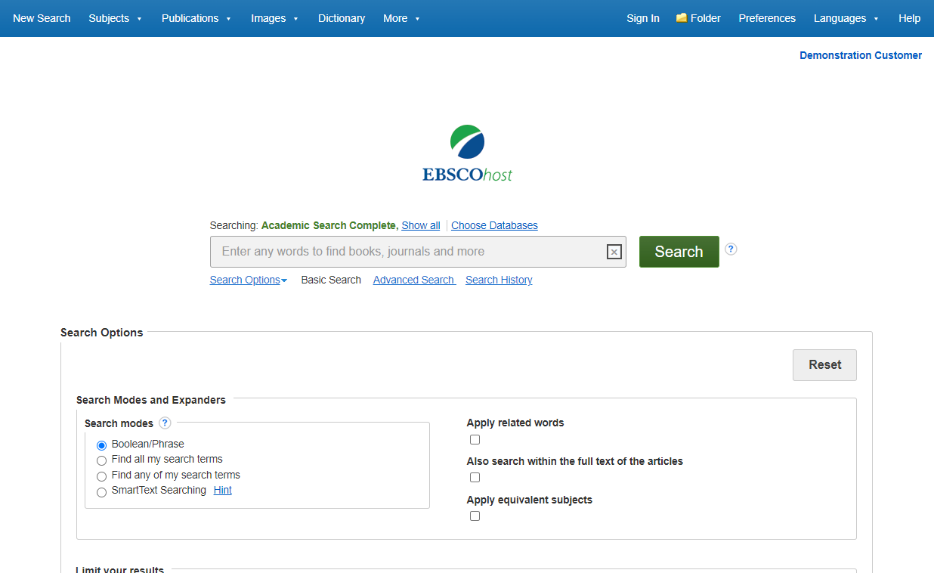 New Search Subjects Publications Images Dictionary More Sign In Folder Preferences Languages Help
Demonstration Customer
EBSCOhost
Searching: Academic Search Complete, Show all Choose Databases
Enter any words to find books, journals and more Search ?
Search Options Basic Search Advanced Search Search History
Search Options
Reset
Search Modes and Expanders
Search modes ?
Boolean/Phrase
Find all my search terms
Find any of my search terms
SmartText Searching Hint
Apply related words
Also search within the full text of the articles
Apply equivalent subjects
Limit your results